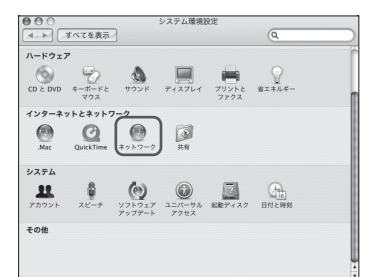 システム環境設定
すべてを表示
ハードウェア
CD と DVD キーボードと マウス サウンド ディスプレイ プリントと ファクス 省エネルギー
インターネットとネットワーク
.Mac QuickTime ネットワーク 共有
システム
アカウント スピーチ ソフトウェア アップデート ユニバーサル アクセス 起動ディスク 日付と時刻
その他